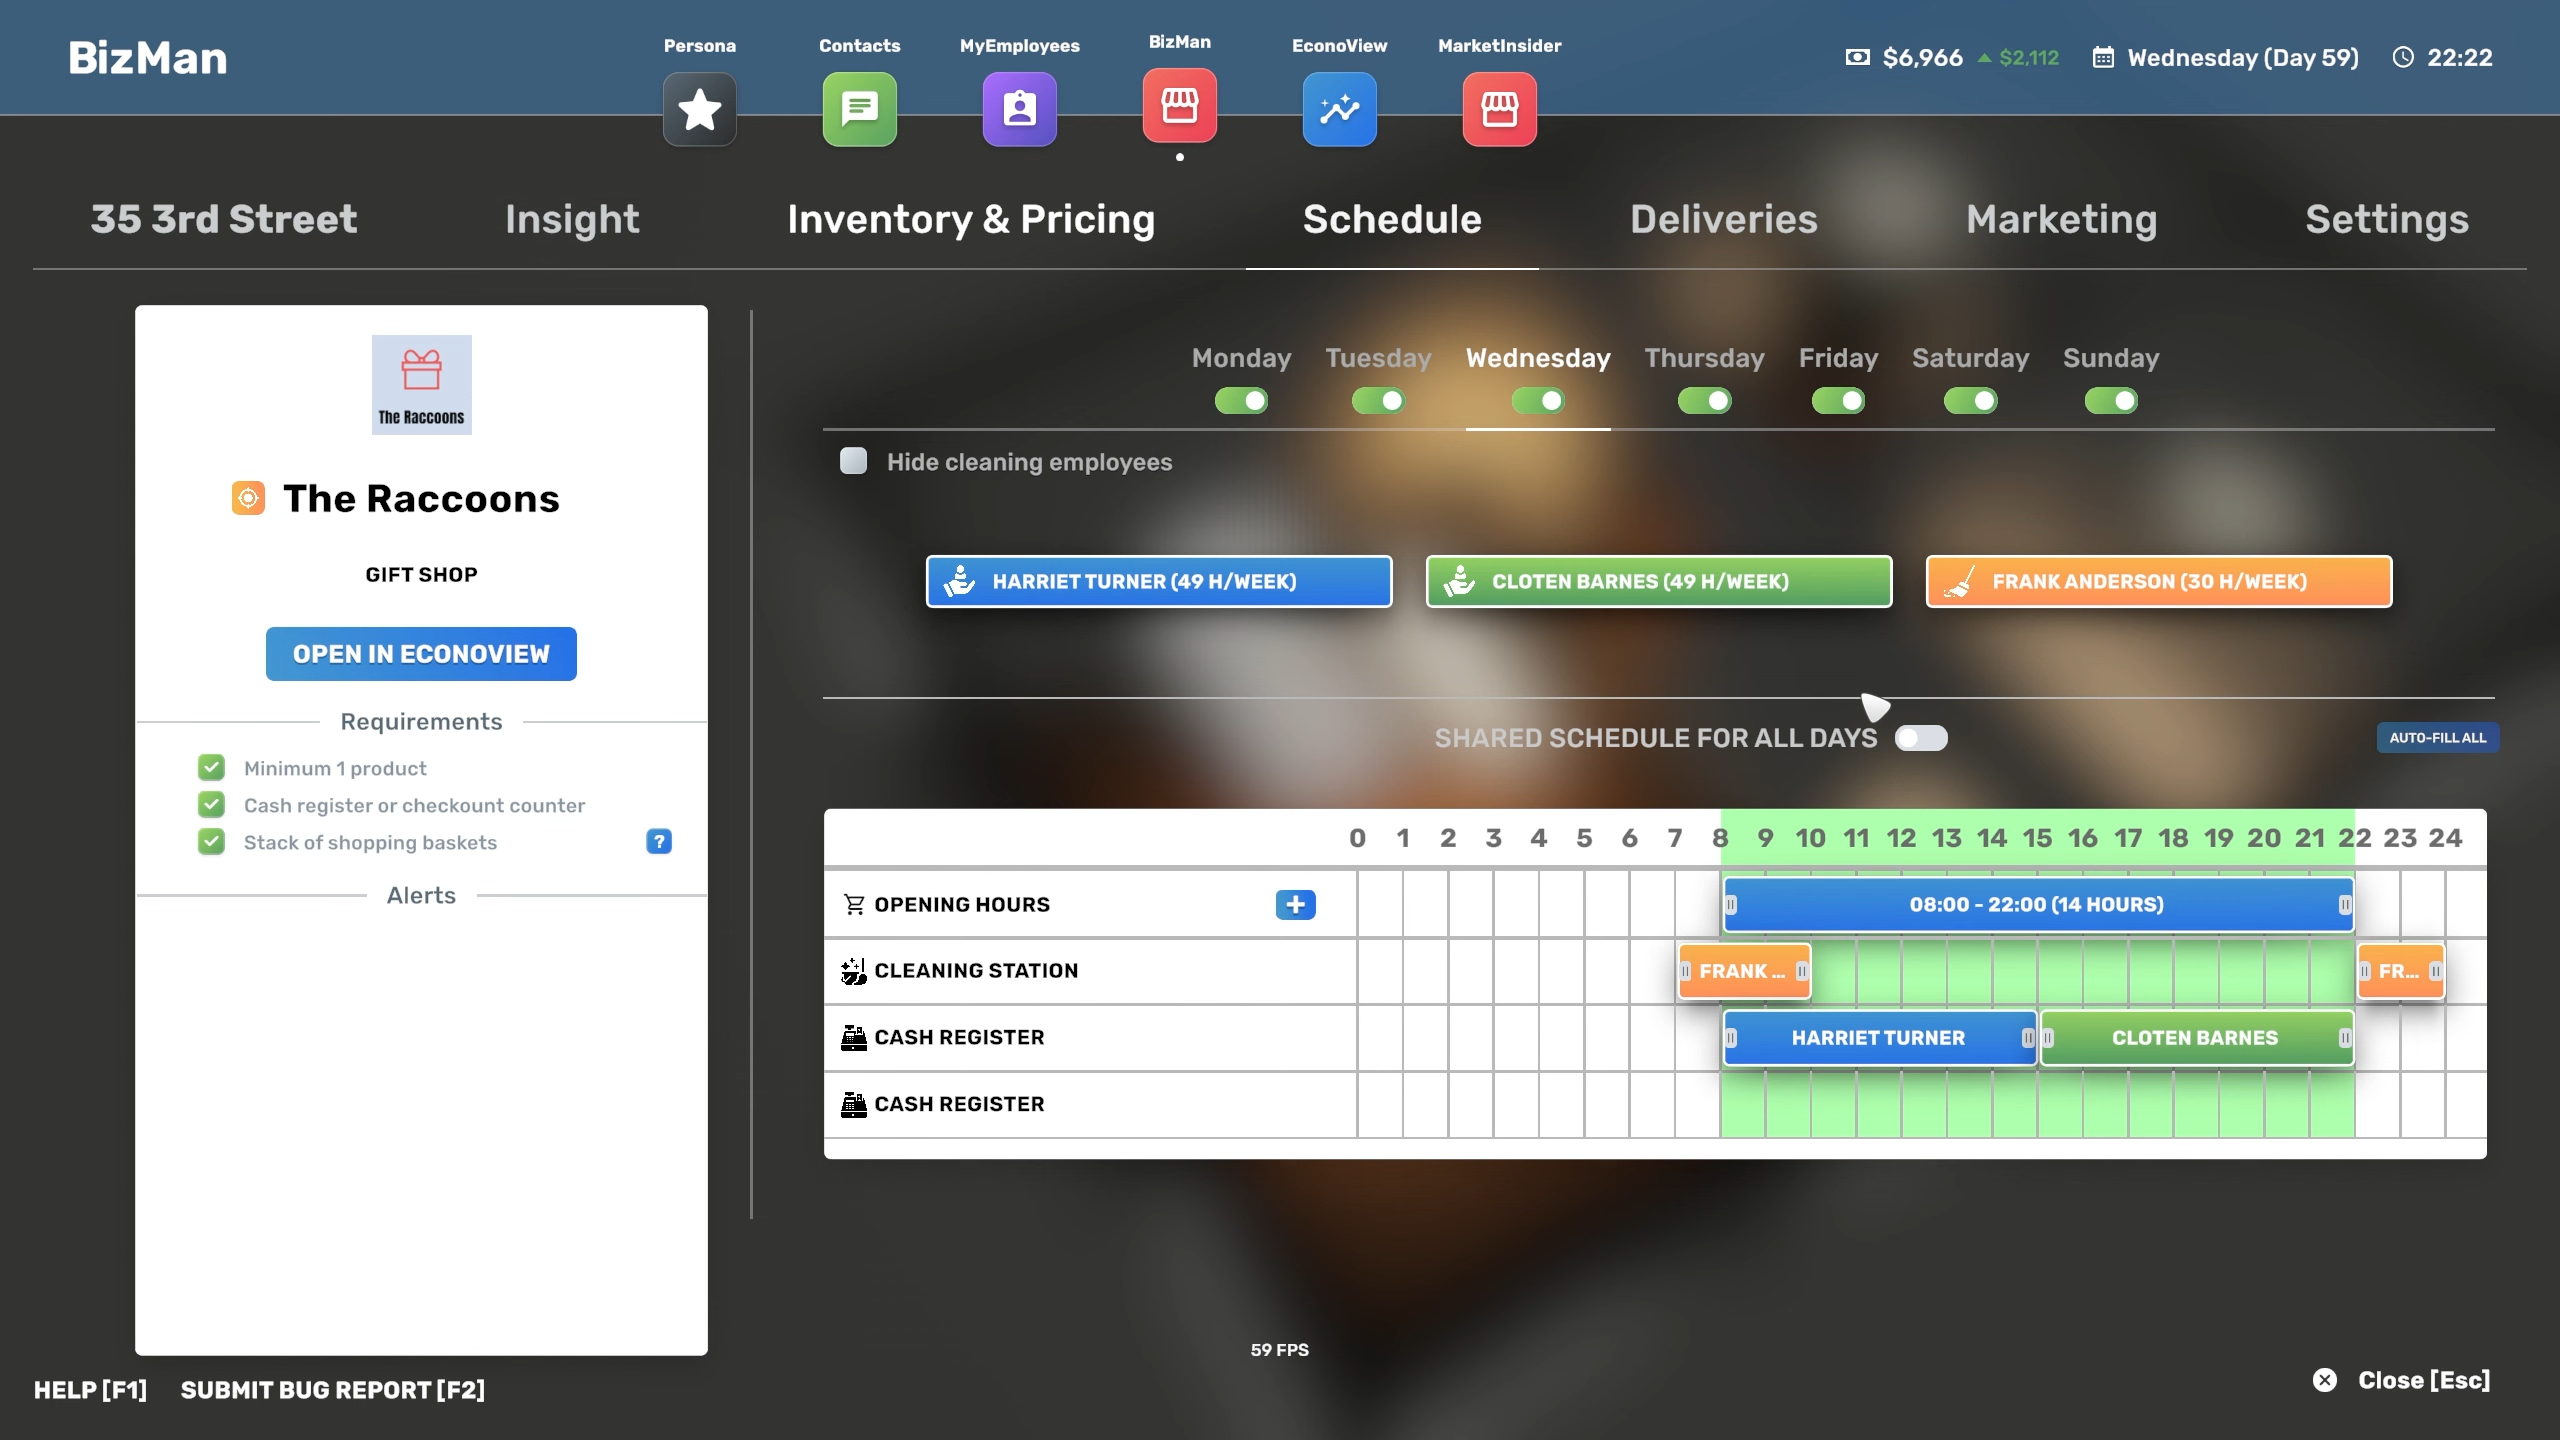 BizMan
Persona
Contacts
MyEmployees
BizMan
EconoView
MarketInsider
$6,966
$2,112
Wednesday (Day 59)
22:22
35 3rd Street
Insight
Inventory & Pricing
Schedule
Deliveries
Marketing
Settings
The Raccoons
The Raccoons
GIFT SHOP
OPEN IN ECONOVIEW
Requirements
Minimum 1 product
Cash register or checkount counter
Stack of shopping baskets
?
Alerts
Monday
Tuesday
Wednesday
Thursday
Friday
Saturday
Sunday
Hide cleaning employees
HARRIET TURNER (49 H/WEEK)
CLOTEN BARNES (49 H/WEEK)
FRANK ANDERSON (30 H/WEEK)
SHARED SCHEDULE FOR ALL DAYS
AUTO-FILL ALL
0 1 2 3 4 5 6 7 8 9 10 11 12 13 14 15 16 17 18 19 20 21 22 23 24
OPENING HOURS
08:00 - 22:00 (14 HOURS)
CLEANING STATION
FRANK ...
FR...
CASH REGISTER
HARRIET TURNER
CLOTEN BARNES
CASH REGISTER
59 FPS
HELP [F1]
SUBMIT BUG REPORT [F2]
Close [Esc]